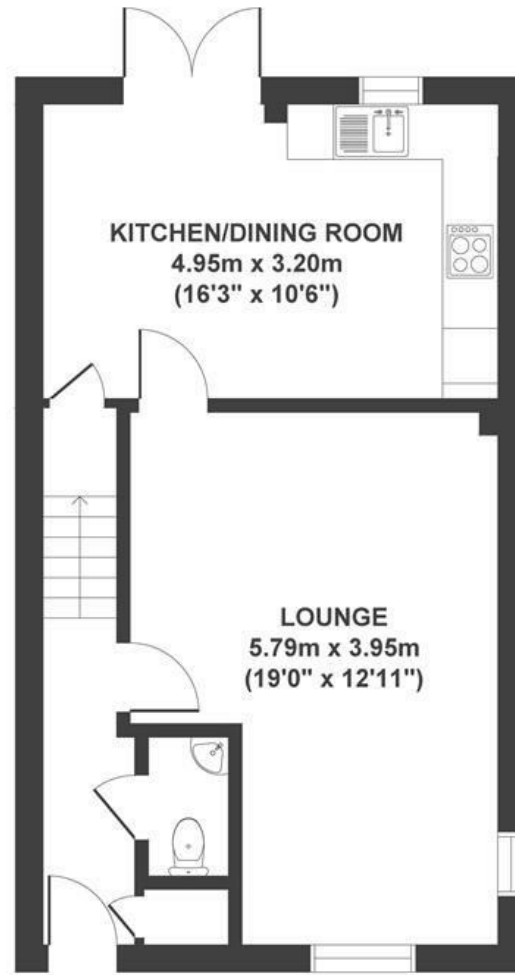 KITCHEN/DINING ROOM
4.95m x 3.20m
(16'3" x 10'6")
LOUNGE
5.79m x 3.95m
(19'0" x 12'11")